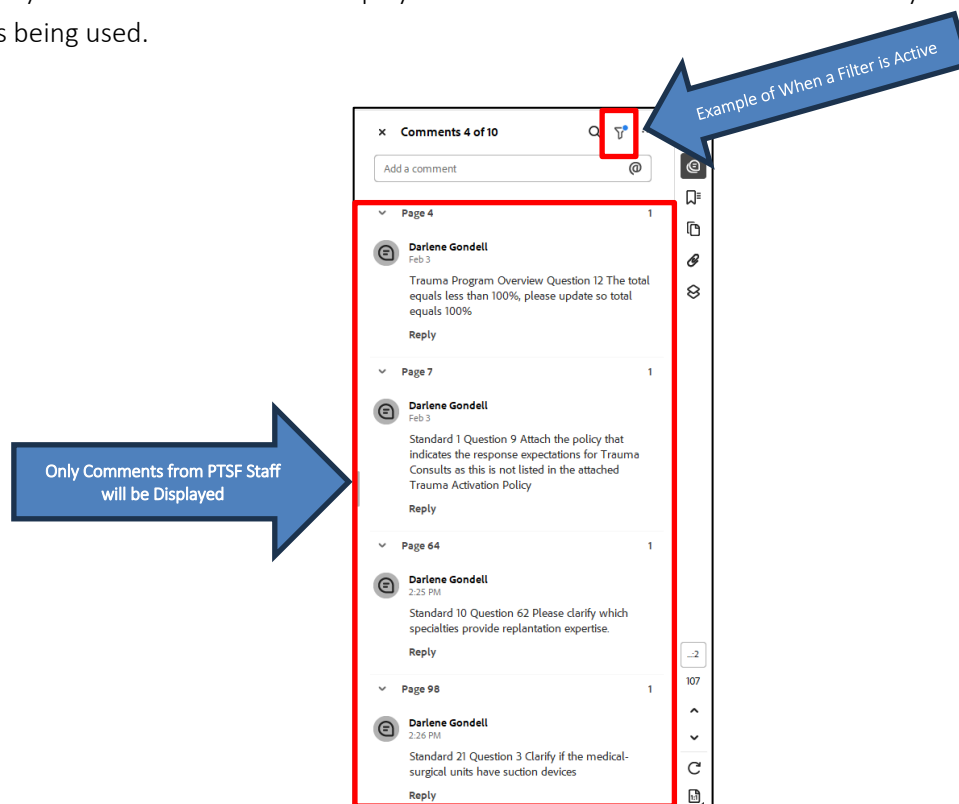 s being used.
Example of When a Filter is Active
× Comments 4 of 10
Add a comment @
Page 4 1
Darlene Gondell
Feb 3
Trauma Program Overview Question 12 The total
equals less than 100%, please update so total
equals 100%
Reply
Page 7 1
Darlene Gondell
Feb 3
Standard 1 Question 9 Attach the policy that
indicates the response expectations for Trauma
Consults as this is not listed in the attached
Trauma Activation Policy
Reply
Only Comments from PTSF Staff
will be Displayed
Page 64 1
Darlene Gondell
2:25 PM
Standard 10 Question 62 Please clarify which
specialties provide replantation expertise.
Reply
...2
107
Page 98 1
Darlene Gondell
2:26 PM
Standard 21 Question 3 Clarify if the medical-
surgical units have suction devices
Reply